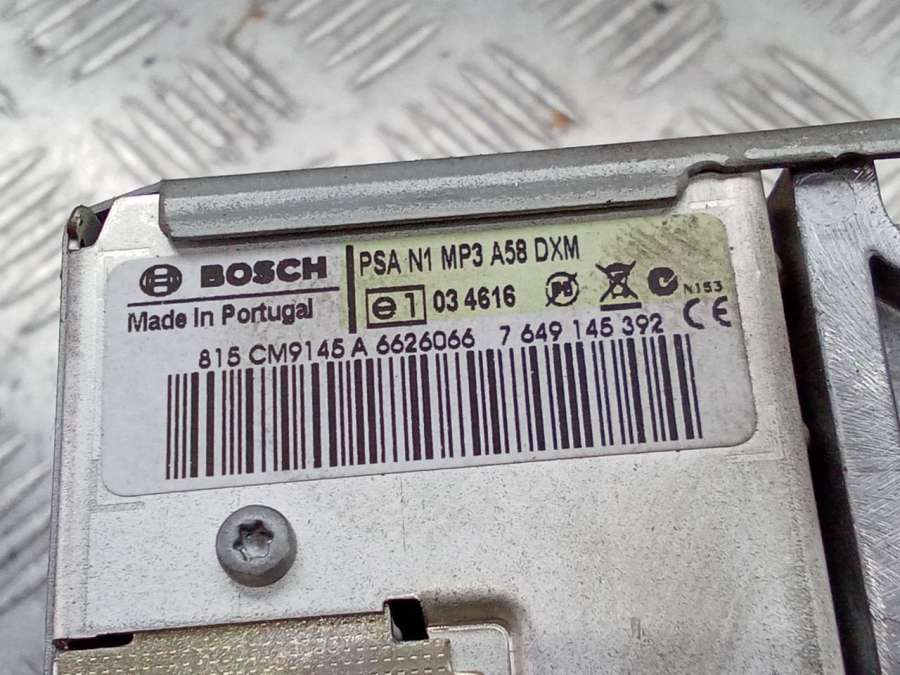 BOSCH
Made in Portugal
PSA N1 MP3 A58 DXM
e1 03 4616
N153
CE
815 CM9145 A 6626066 7 649 145 392